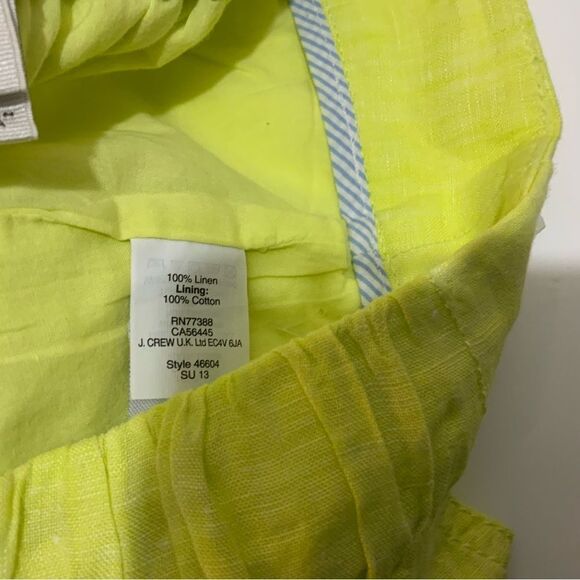 100% Linen
Lining:
100% Cotton
RN77388
CA56445
J. CREW U.K. Ltd EC4V 6JA
Style 46604
SU 13